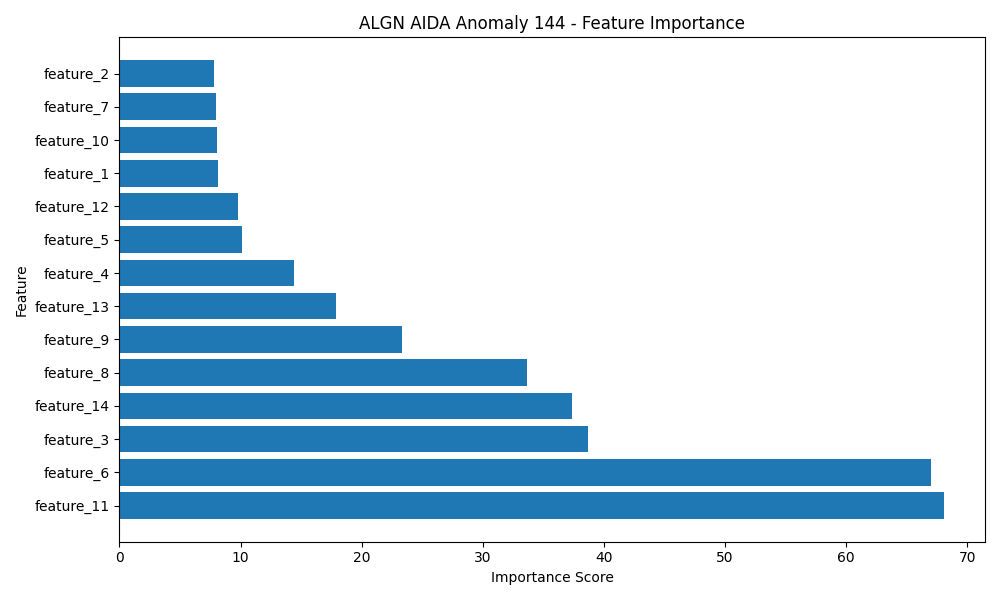 ALGN AIDA Anomaly 144 - Feature Importance
feature_2
feature_7
feature_10
feature_1
feature_12
feature_5
feature_4
feature_13
feature_9
feature_8
feature_14
feature_3
feature_6
feature_11
Feature
0 10 20 30 40 50 60 70
Importance Score